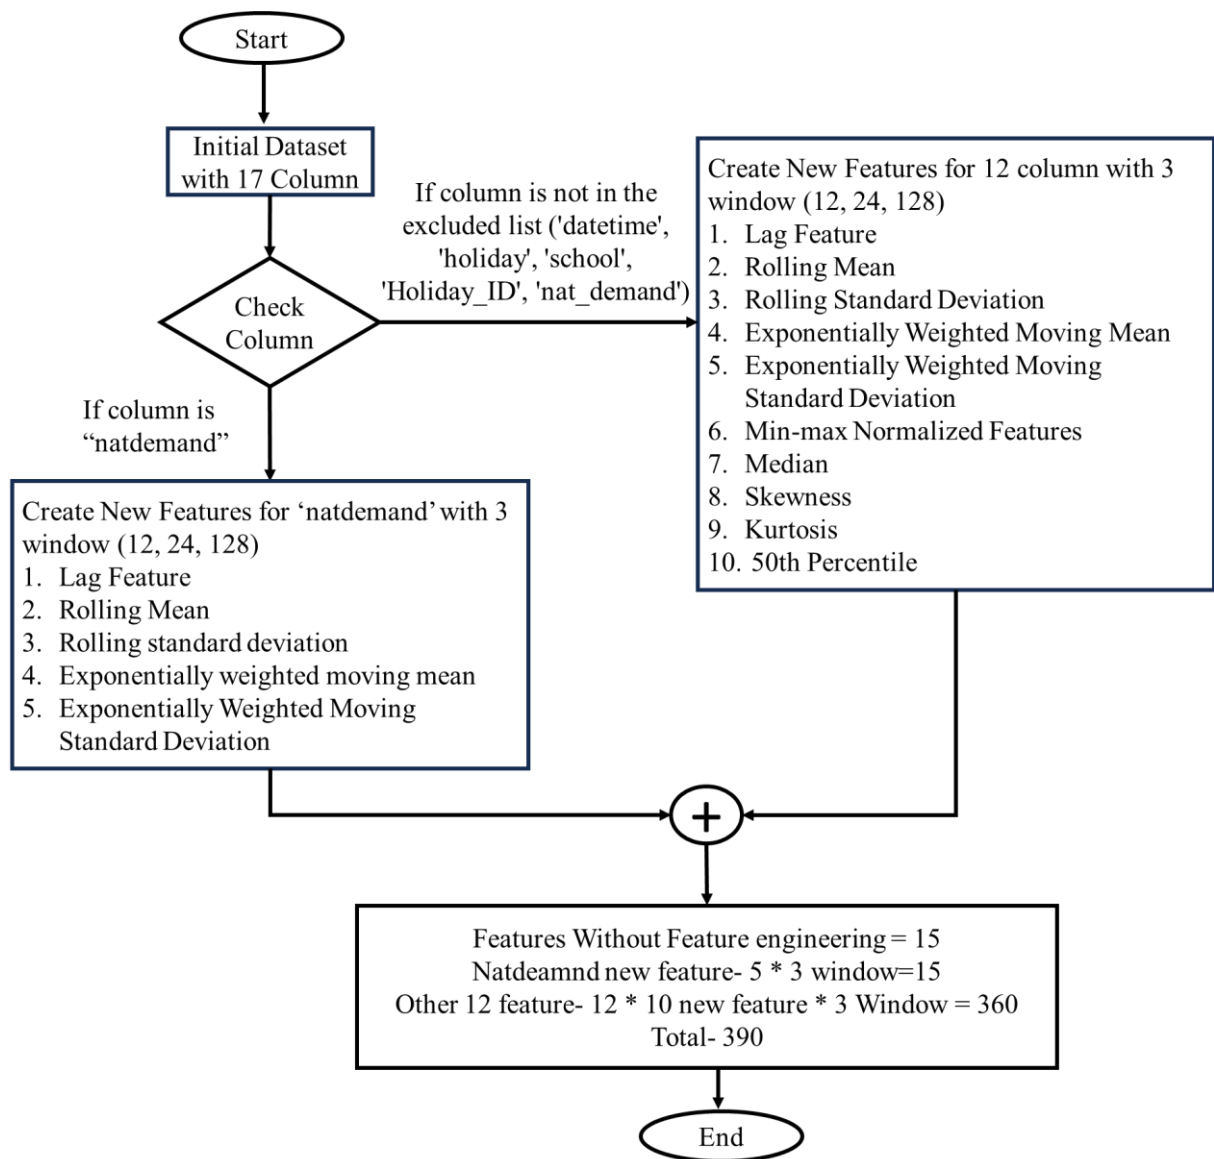 Start
Initial Dataset
with 17 Column
If column is not in the
excluded list ('datetime',
'holiday', 'school',
'Holiday_ID', 'nat_demand')
Check
Column
If column is
“natdemand”
Create New Features for 12 column with 3
window (12, 24, 128)
1. Lag Feature
2. Rolling Mean
3. Rolling Standard Deviation
4. Exponentially Weighted Moving Mean
5. Exponentially Weighted Moving
Standard Deviation
6. Min-max Normalized Features
7. Median
8. Skewness
9. Kurtosis
10. 50th Percentile
Create New Features for ‘natdemand’ with 3
window (12, 24, 128)
1. Lag Feature
2. Rolling Mean
3. Rolling standard deviation
4. Exponentially weighted moving mean
5. Exponentially Weighted Moving
Standard Deviation
+
Features Without Feature engineering = 15
Natdeamnd new feature- 5 * 3 window=15
Other 12 feature- 12 * 10 new feature * 3 Window = 360
Total- 390
End